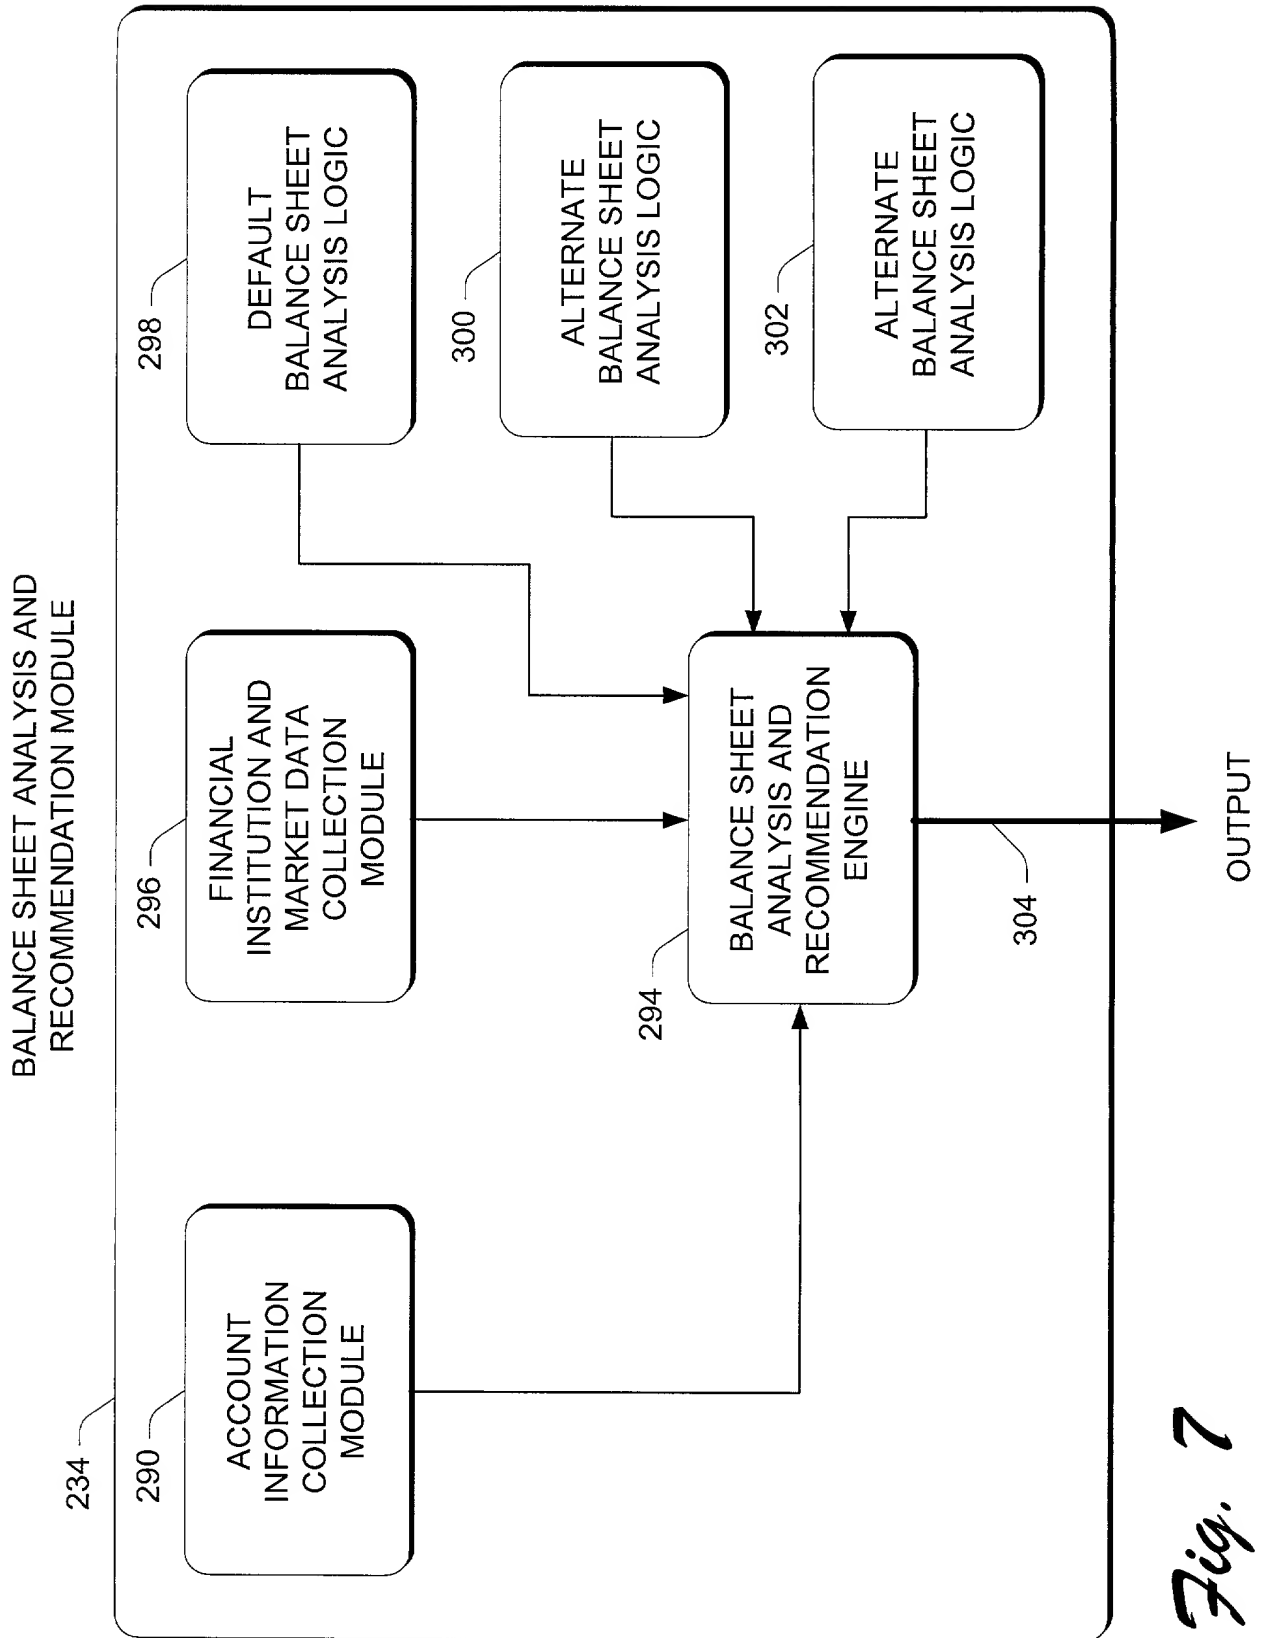 BALANCE SHEET ANALYSIS AND
RECOMMENDATION MODULE
234
290
ACCOUNT
INFORMATION
COLLECTION
MODULE
296
FINANCIAL
INSTITUTION AND
MARKET DATA
COLLECTION
MODULE
298
DEFAULT
BALANCE SHEET
ANALYSIS LOGIC
300
ALTERNATE
BALANCE SHEET
ANALYSIS LOGIC
302
ALTERNATE
BALANCE SHEET
ANALYSIS LOGIC
294
BALANCE SHEET
ANALYSIS AND
RECOMMENDATION
ENGINE
304
OUTPUT
Fig. 7